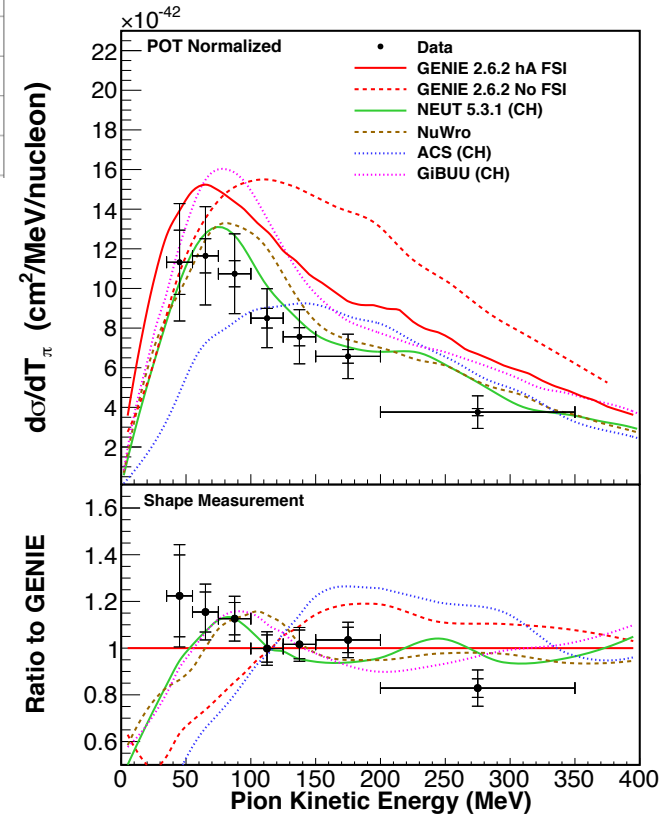 ×10-42
POT Normalized
Data
GENIE 2.6.2 hA FSI
GENIE 2.6.2 No FSI
NEUT 5.3.1 (CH)
NuWro
ACS (CH)
GiBUU (CH)
22
20
18
16
14
12
10
8
6
4
2
dσ/dTπ (cm2/MeV/nucleon)
Shape Measurement
1.6
1.4
1.2
1
0.8
0.6
Ratio to GENIE
0 50 100 150 200 250 300 350 400
Pion Kinetic Energy (MeV)